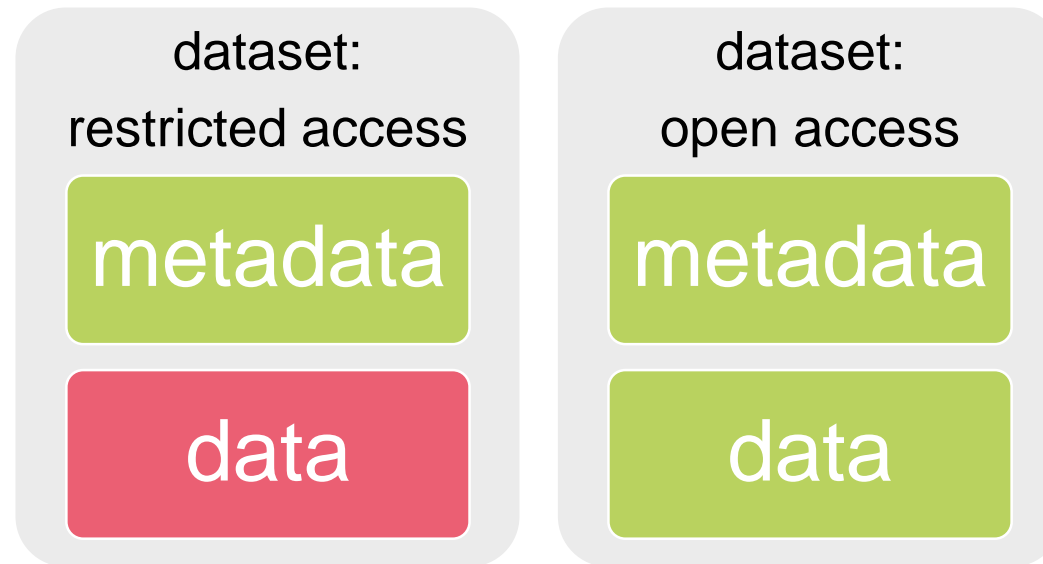 dataset:
restricted access
metadata
data
dataset:
open access
metadata
data